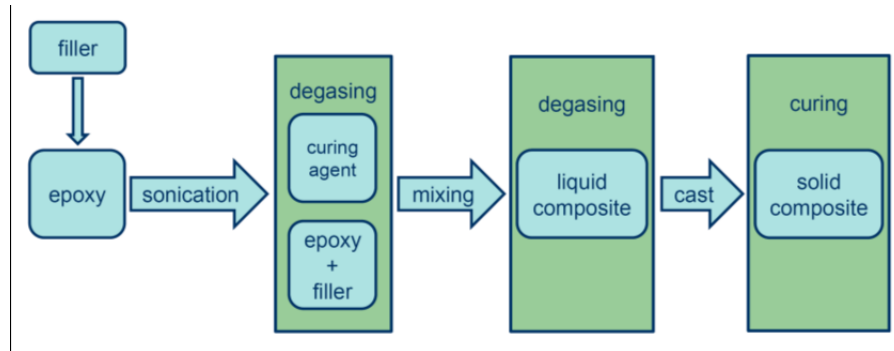 filler
epoxy
sonication
degasing
curing
agent
epoxy
+
filler
mixing
degasing
liquid
composite
cast
curing
solid
composite